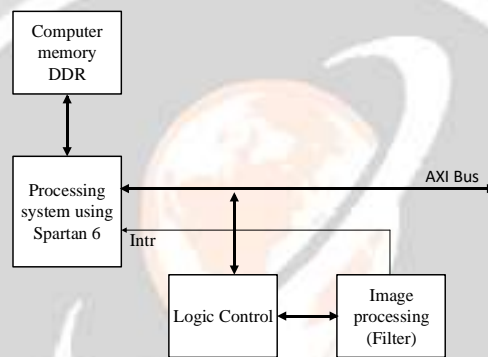 Computer
memory
DDR
Processing
system using
Spartan 6
AXI Bus
Intr
Logic Control
Image
processing
(Filter)